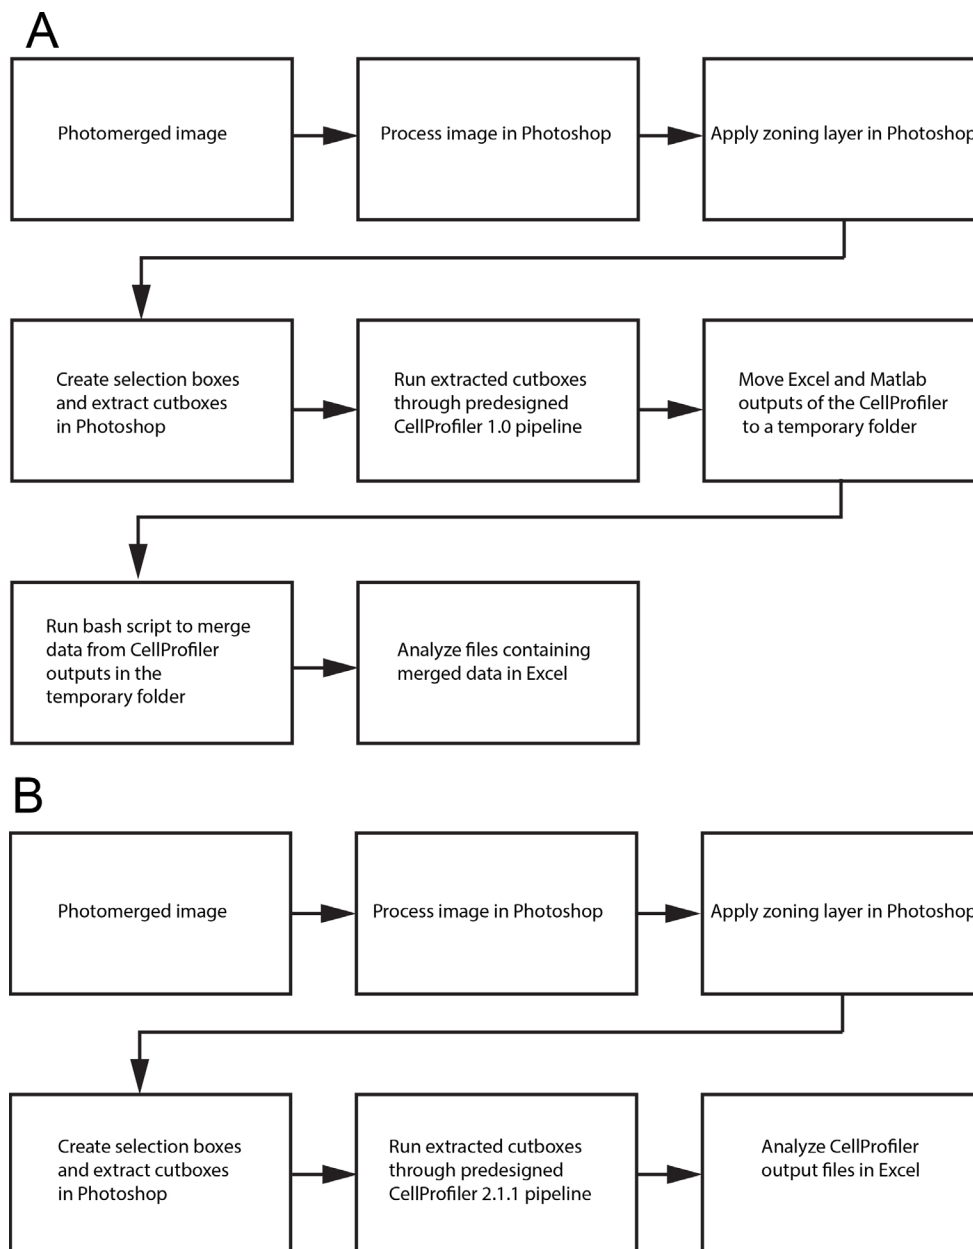 A
Photomerged image
Process image in Photoshop
Apply zoning layer in Photoshop
Create selection boxes
and extract cutboxes
in Photoshop
Run extracted cutboxes
through predesigned
CellProfiler 1.0 pipeline
Move Excel and Matlab
outputs of the CellProfiler
to a temporary folder
Run bash script to merge
data from CellProfiler
outputs in the
temporary folder
Analyze files containing
merged data in Excel
B
Photomerged image
Process image in Photoshop
Apply zoning layer in Photoshop
Create selection boxes
and extract cutboxes
in Photoshop
Run extracted cutboxes
through predesigned
CellProfiler 2.1.1 pipeline
Analyze CellProfiler
output files in Excel